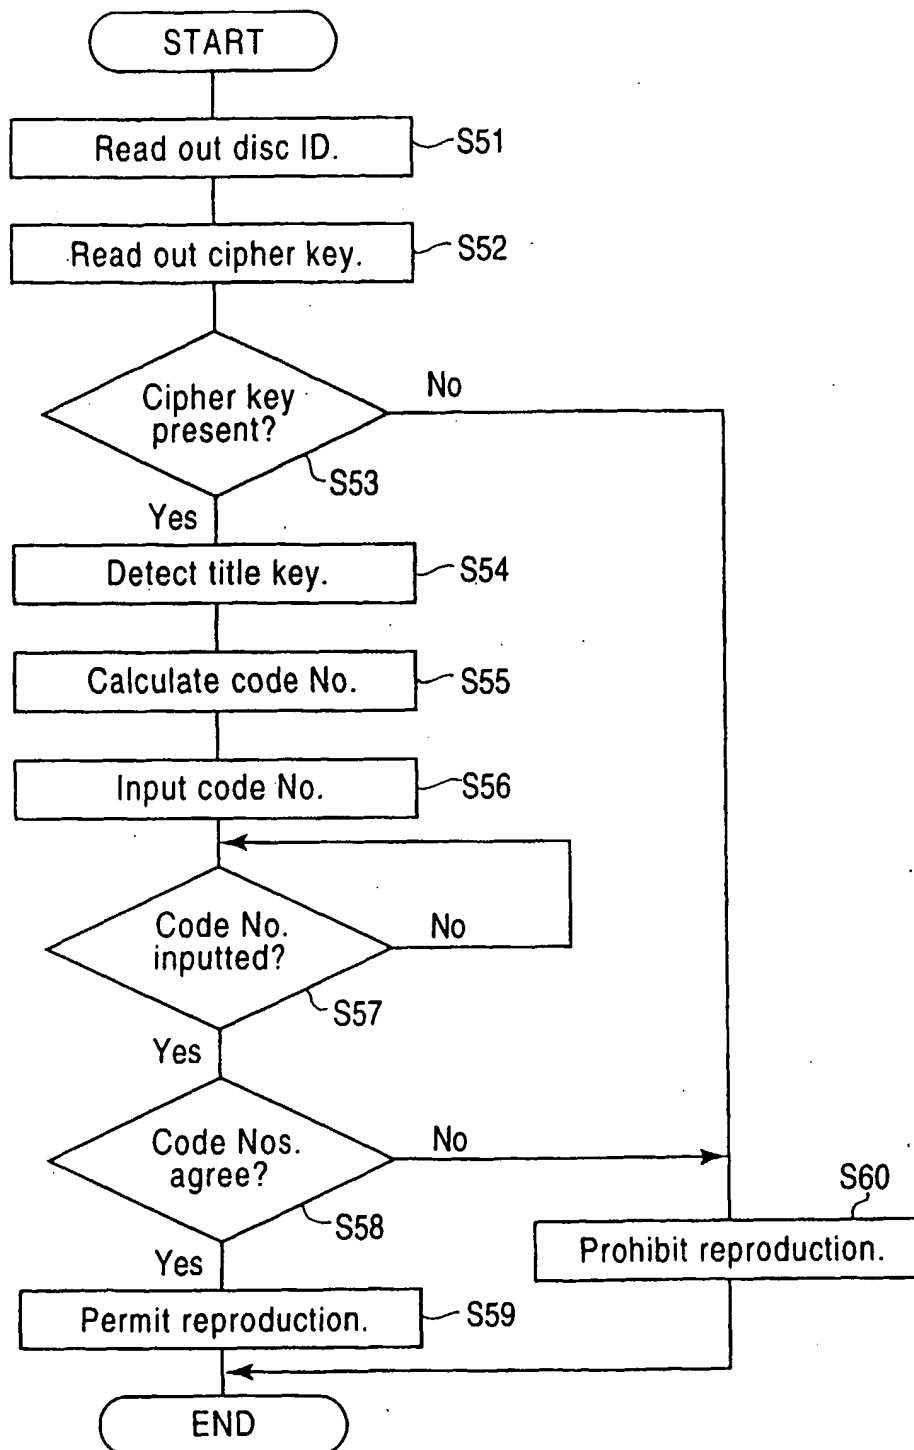 START
Read out disc ID.
S51
Read out cipher key.
S52
Cipher key
present?
No
S53
Yes
Detect title key.
S54
Calculate code No.
S55
Input code No.
S56
Code No.
inputted?
No
S57
Yes
Code Nos.
agree?
No
S58
S60
Prohibit reproduction.
Yes
Permit reproduction.
S59
END